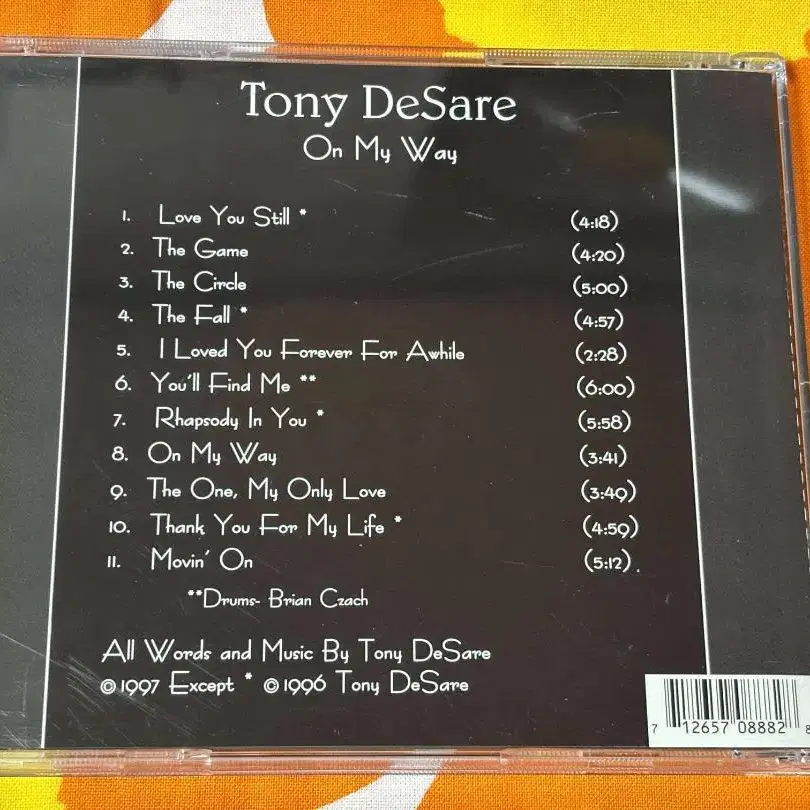 Tony DeSare
On My Way
1. Love You Still * (4:18)
2. The Game (4:20)
3. The Circle (5:00)
4. The Fall * (4:57)
5. I Loved You Forever For Awhile (2:28)
6. You'll Find Me ** (6:00)
7. Rhapsody In You * (5:58)
8. On My Way (3:41)
9. The One, My Only Love (3:49)
10. Thank You For My Life * (4:59)
11. Movin' On (5:12)
**Drums- Brian Czach
All Words and Music By Tony DeSare
©1997 Except * ©1996 Tony DeSare
7 12657 08882 8